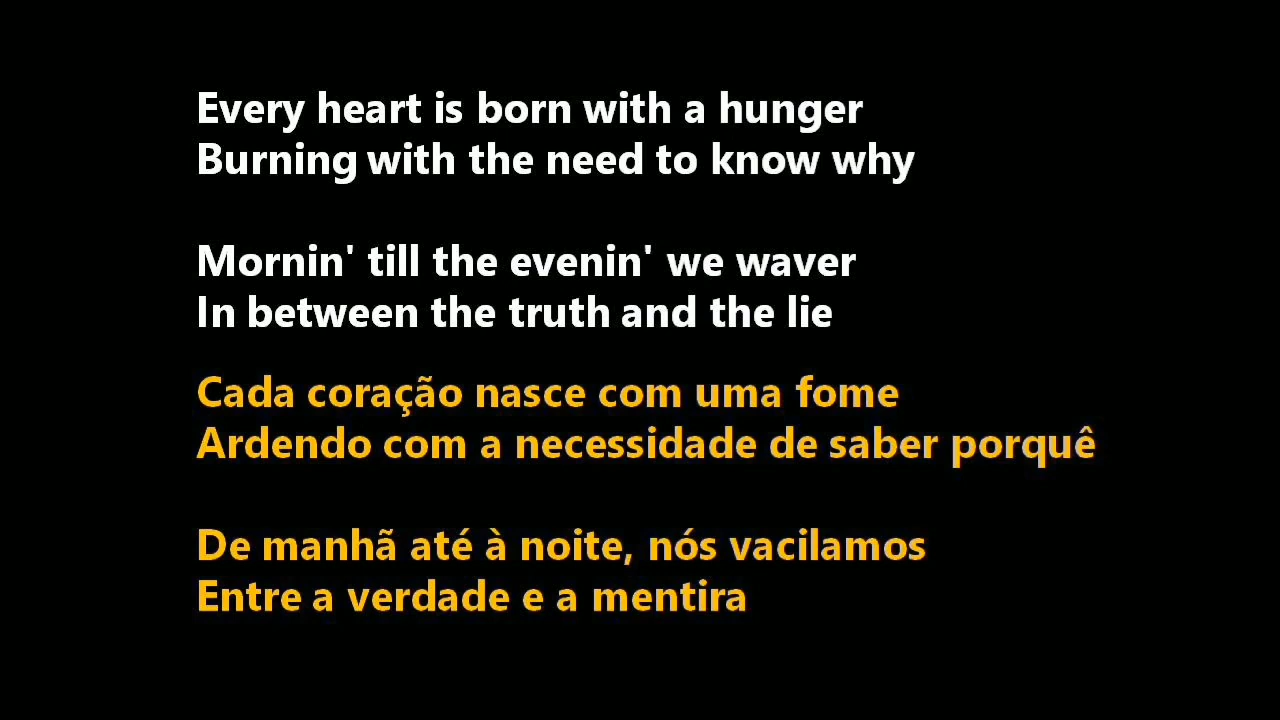 Every heart is born with a hunger
Burning with the need to know why
Mornin' till the evenin' we waver
In between the truth and the lie
Cada coração nasce com uma fome
Ardendo com a necessidade de saber porquê
De manhã até à noite, nós vacilamos
Entre a verdade e a mentira